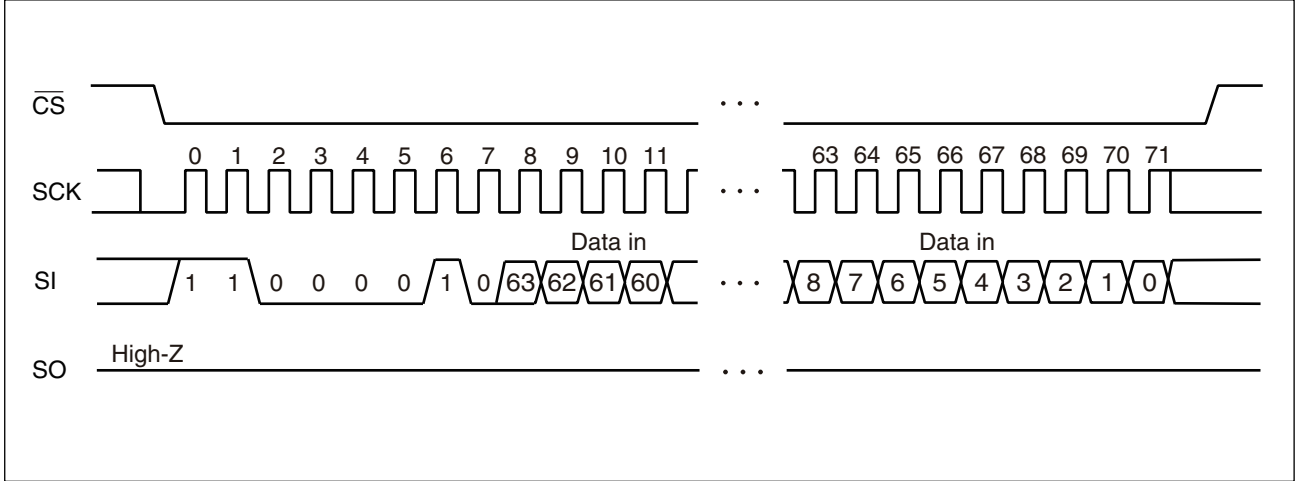 CS ...
0 1 2 3 4 5 6 7 8 9 10 11 63 64 65 66 67 68 69 70 71
SCK ...
Data in Data in
SI 1 1 0 0 0 0 1 0 63 62 61 60 ... 8 7 6 5 4 3 2 1 0
High-Z
SO ...